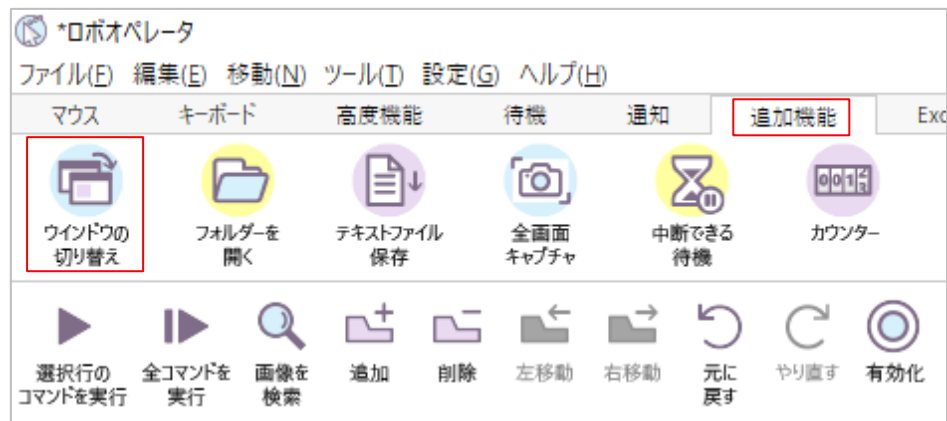 *ロボオペレータ
ファイル(F) 編集(E) 移動(N) ツール(T) 設定(G) ヘルプ(H)
マウス キーボード 高度機能 待機 通知 追加機能 Exc
ウインドウの フォルダーを テキストファイル 全画面 中断できる カウンター
切り替え 開く 保存 キャプチャ 待機
選択行の 全コマンドを 画像を 追加 削除 左移動 右移動 元に やり直す 有効化
コマンドを実行 実行 検索 戻す